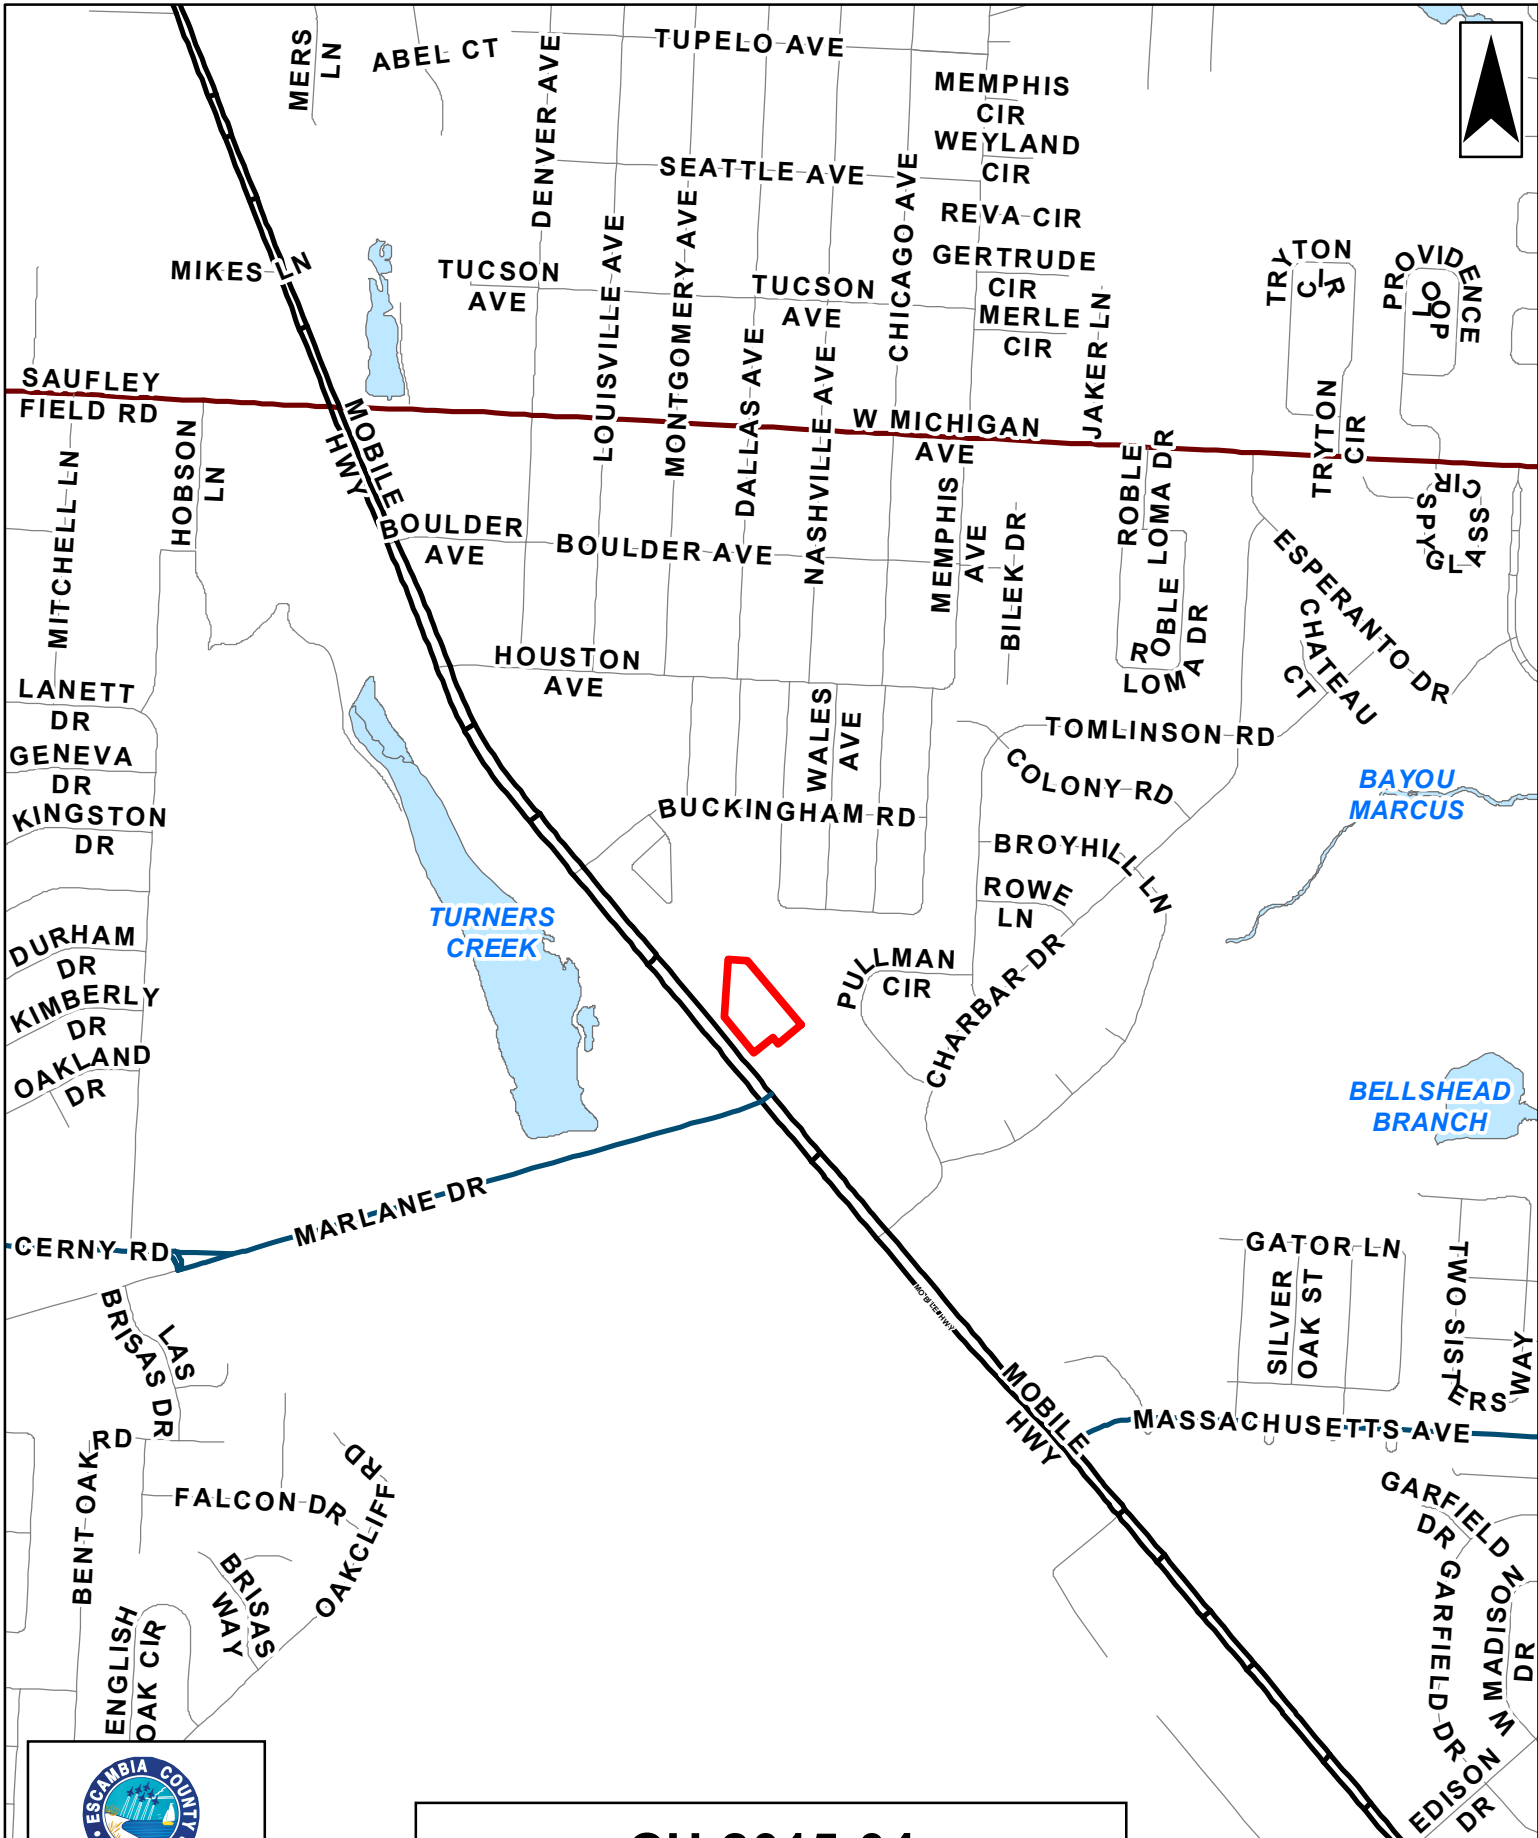 MERS
LN
ABEL CT
DENVER AVE
TUPELO AVE
MEMPHIS
CIR
WEYLAND
CIR
SEATTLE AVE
CHICAGO AVE
REVA CIR
GERTRUDE
CIR
MERLE
CIR
MIKES LN
TUCSON
AVE
LOUISVILLE AVE
MONTGOMERY AVE
TUCSON
AVE
DALLAS AVE
NASHVILLE AVE
JAKER LN
TRYTON
CIR
PROVIDENCE
LOOP
SAUFLEY
FIELD RD
MOBILE
HWY
W MICHIGAN
AVE
TRYTON
CIR
MITCHELL LN
HOBSON
LN
BOULDER
AVE
BOULDER AVE
MEMPHIS
AVE
BILEK DR
ROBLE
LOMA DR
ROBLE
LOMA DR
SPYGLASS
CIR
ESPERANTO DR
CHATEAU
CT
HOUSTON
AVE
LANETT
DR
GENEVA
DR
KINGSTON
DR
WALES
AVE
TOMLINSON RD
COLONY RD
BAYOU
MARCUS
BUCKINGHAM RD
BROYHILL LN
ROWE
LN
TURNERS
CREEK
DURHAM
DR
KIMBERLY
DR
OAKLAND
DR
PULLMAN
CIR
CHARBAR DR
BELLSHEAD
BRANCH
MARLANE DR
CERNY RD
GATOR LN
SILVER
OAK ST
TWO SISTERS
WAY
LAS
BRISAS DR
MOBILE HWY
MOBILE
HWY
MASSACHUSETTS AVE
BENT OAK
RD
FALCON DR
OAKCLIFF
RD
BRISAS
WAY
ENGLISH
OAK CIR
GARFIELD
DR
GARFIELD DR
W MADISON
DR
EDISON
DR
ESCAMBIA COUNTY
CU-2015-04